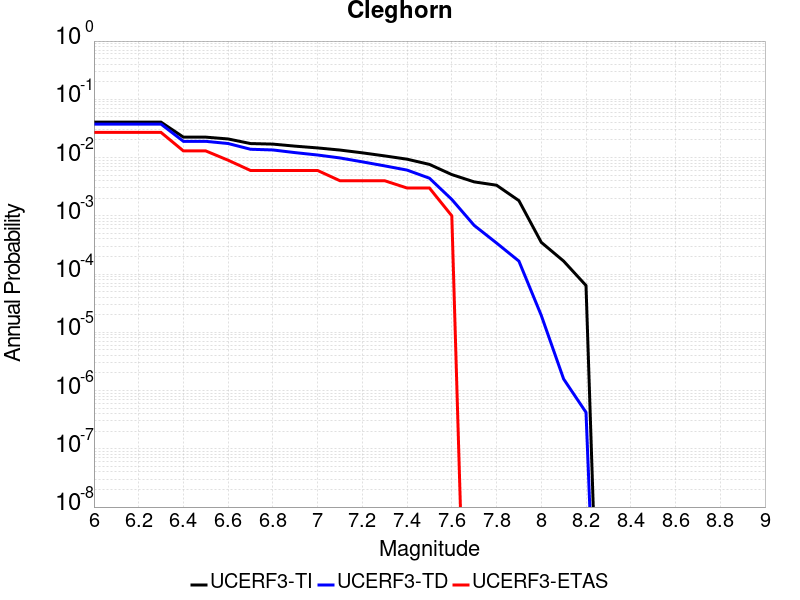 Cleghorn
Annual Probability
10^0
10^-1
10^-2
10^-3
10^-4
10^-5
10^-6
10^-7
10^-8
6 6.2 6.4 6.6 6.8 7 7.2 7.4 7.6 7.8 8 8.2 8.4 8.6 8.8 9
Magnitude
UCERF3-TI UCERF3-TD UCERF3-ETAS